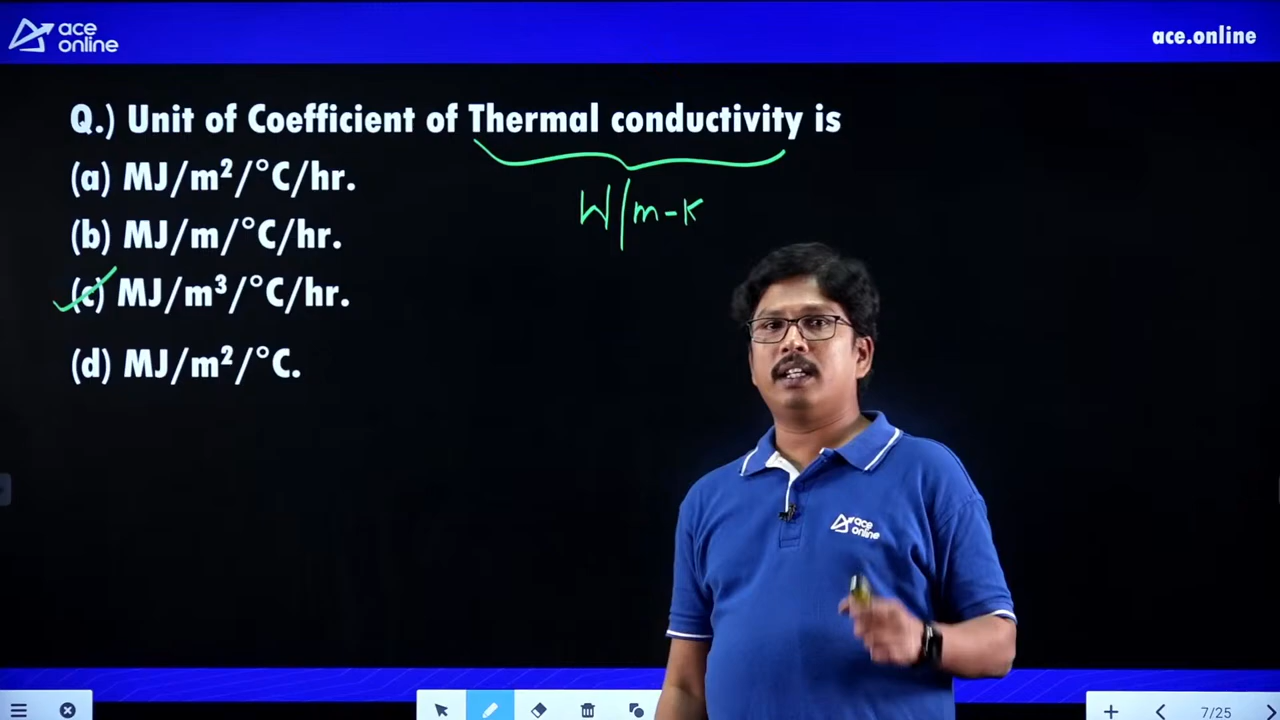 ace
online
ace.online
Q.) Unit of Coefficient of Thermal conductivity is
(a) MJ/m²/°C/hr.
W/m-K
(b) MJ/m/°C/hr.
(c) MJ/m³/°C/hr.
(d) MJ/m²/°C.
ace
online
7/25